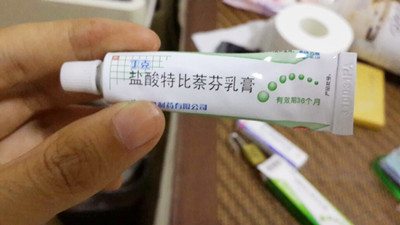 丁克
盐酸特比萘芬乳膏
制药有限公司
有效期36个月